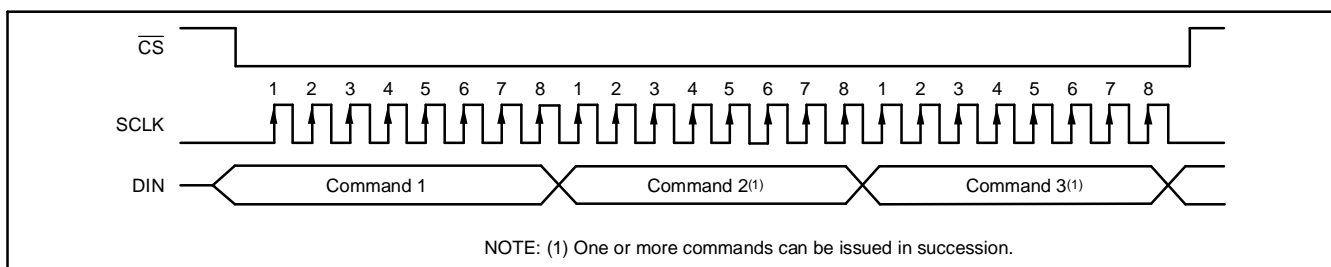 CS
1 2 3 4 5 6 7 8 1 2 3 4 5 6 7 8 1 2 3 4 5 6 7 8
SCLK
DIN Command 1 Command 2(1) Command 3(1)
NOTE: (1) One or more commands can be issued in succession.